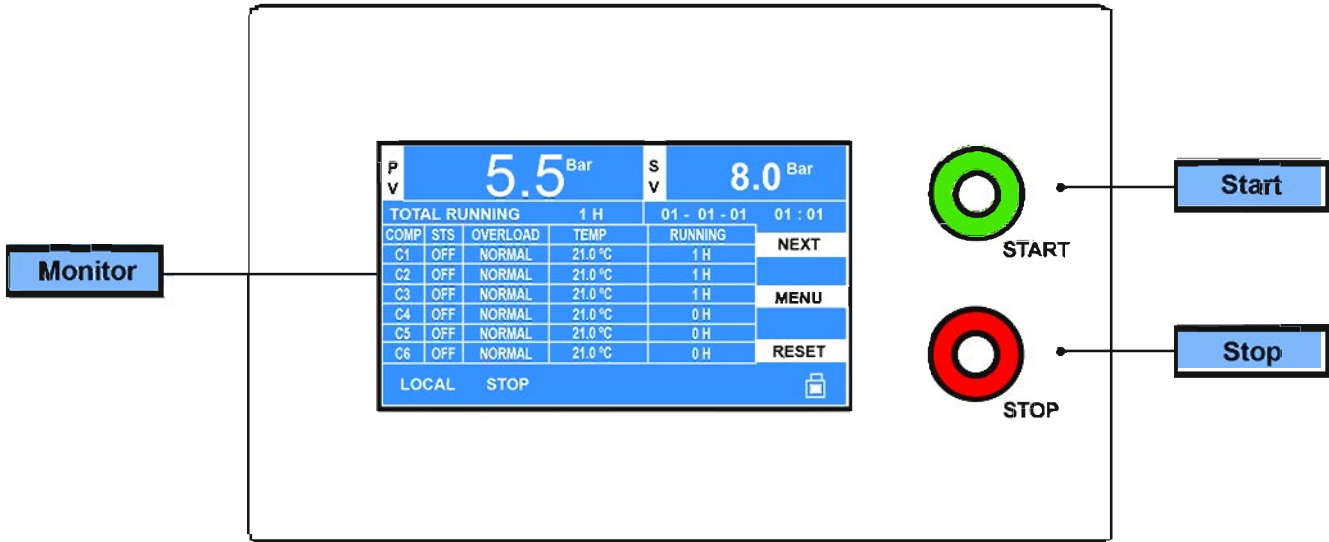 PV 5.5 Bar SV 8.0 Bar
TOTAL RUNNING 1 H 01 - 01 - 01 01 : 01
COMP STS OVERLOAD TEMP RUNNING NEXT
C1 OFF NORMAL 21.0 ºC 1 H
C2 OFF NORMAL 21.0 ºC 1 H
C3 OFF NORMAL 21.0 ºC 1 H MENU
C4 OFF NORMAL 21.0 ºC 0 H
C5 OFF NORMAL 21.0 ºC 0 H
C6 OFF NORMAL 21.0 ºC 0 H RESET
LOCAL STOP
Monitor
START
Start
STOP
Stop